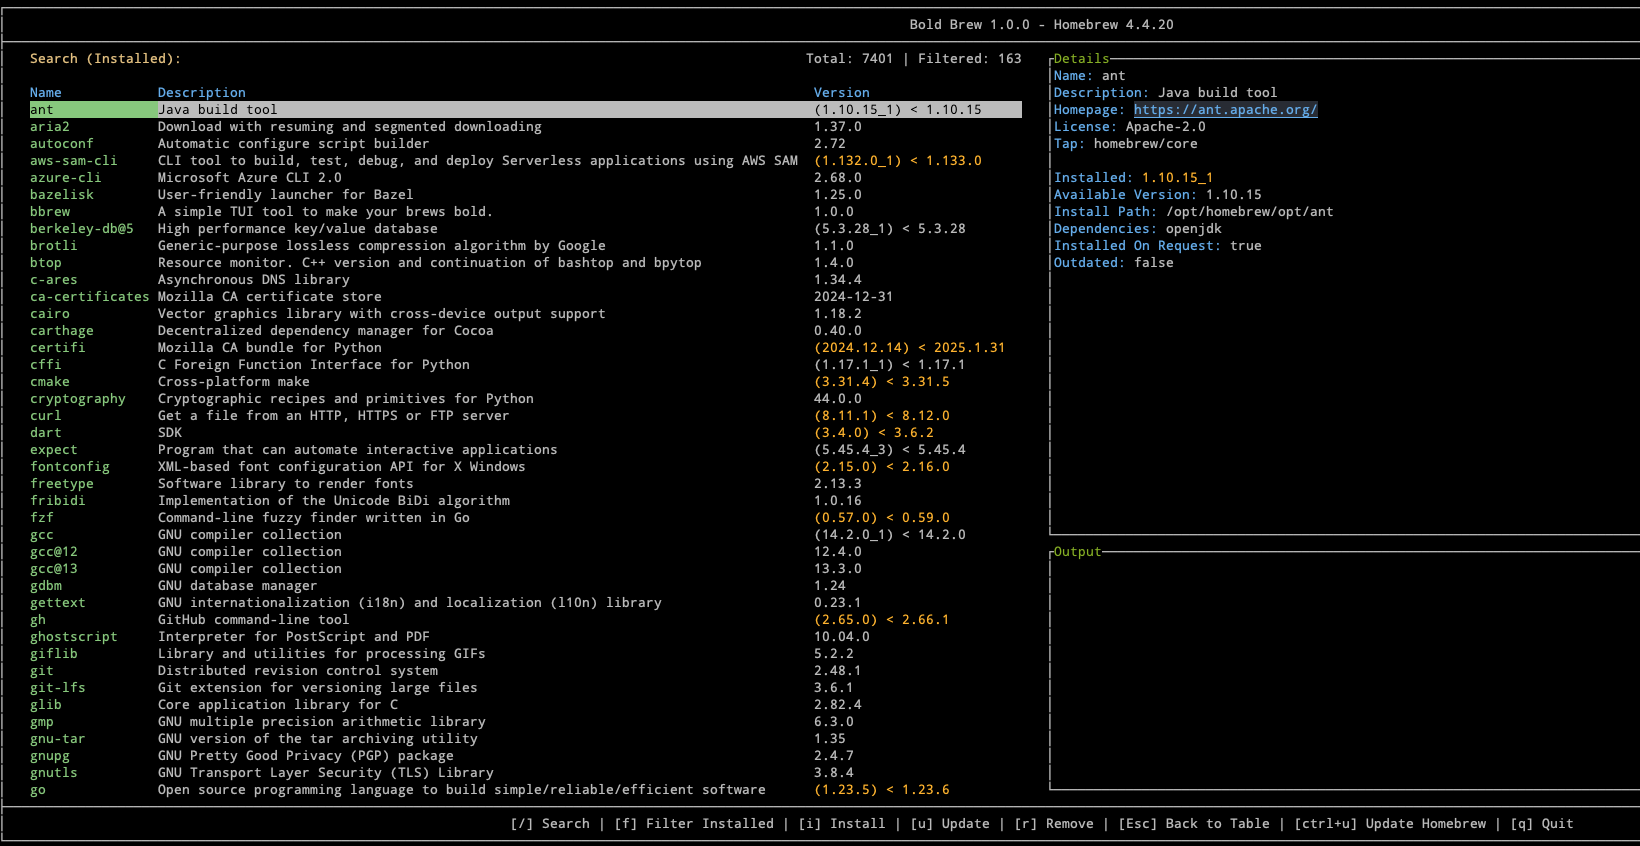 Bold Brew 1.0.0 - Homebrew 4.4.20
Search (Installed): Total: 7401 | Filtered: 163
Name Description Version
ant Java build tool (1.10.15_1) < 1.10.15
aria2 Download with resuming and segmented downloading 1.37.0
autoconf Automatic configure script builder 2.72
aws-sam-cli CLI tool to build, test, debug, and deploy Serverless applications using AWS SAM (1.132.0_1) < 1.133.0
azure-cli Microsoft Azure CLI 2.0 2.68.0
bazelisk User-friendly launcher for Bazel 1.25.0
bbrew A simple TUI tool to make your brews bold. 1.0.0
berkeley-db@5 High performance key/value database (5.3.28_1) < 5.3.28
brotli Generic-purpose lossless compression algorithm by Google 1.1.0
btop Resource monitor. C++ version and continuation of bashtop and bpytop 1.4.0
c-ares Asynchronous DNS library 1.34.4
ca-certificates Mozilla CA certificate store 2024-12-31
cairo Vector graphics library with cross-device output support 1.18.2
carthage Decentralized dependency manager for Cocoa 0.40.0
certifi Mozilla CA bundle for Python (2024.12.14) < 2025.1.31
cffi C Foreign Function Interface for Python (1.17.1_1) < 1.17.1
cmake Cross-platform make (3.31.4) < 3.31.5
cryptography Cryptographic recipes and primitives for Python 44.0.0
curl Get a file from an HTTP, HTTPS or FTP server (8.11.1) < 8.12.0
dart SDK (3.4.0) < 3.6.2
expect Program that can automate interactive applications (5.45.4_3) < 5.45.4
fontconfig XML-based font configuration API for X Windows (2.15.0) < 2.16.0
freetype Software library to render fonts 2.13.3
fribidi Implementation of the Unicode BiDi algorithm 1.0.16
fzf Command-line fuzzy finder written in Go (0.57.0) < 0.59.0
gcc GNU compiler collection (14.2.0_1) < 14.2.0
gcc@12 GNU compiler collection 12.4.0
gcc@13 GNU compiler collection 13.3.0
gdbm GNU database manager 1.24
gettext GNU internationalization (i18n) and localization (l10n) library 0.23.1
gh GitHub command-line tool (2.65.0) < 2.66.1
ghostscript Interpreter for PostScript and PDF 10.04.0
giflib Library and utilities for processing GIFs 5.2.2
git Distributed revision control system 2.48.1
git-lfs Git extension for versioning large files 3.6.1
glib Core application library for C 2.82.4
gmp GNU multiple precision arithmetic library 6.3.0
gnu-tar GNU version of the tar archiving utility 1.35
gnupg GNU Pretty Good Privacy (PGP) package 2.4.7
gnutls GNU Transport Layer Security (TLS) Library 3.8.4
go Open source programming language to build simple/reliable/efficient software (1.23.5) < 1.23.6
Details
Name: ant
Description: Java build tool
Homepage: https://ant.apache.org/
License: Apache-2.0
Tap: homebrew/core
Installed: 1.10.15_1
Available Version: 1.10.15
Install Path: /opt/homebrew/opt/ant
Dependencies: openjdk
Installed On Request: true
Outdated: false
Output
[/] Search | [f] Filter Installed | [i] Install | [u] Update | [r] Remove | [Esc] Back to Table | [ctrl+u] Update Homebrew | [q] Quit